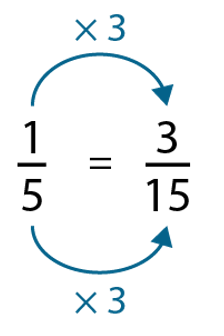 × 3
1/5 = 3/15
× 3